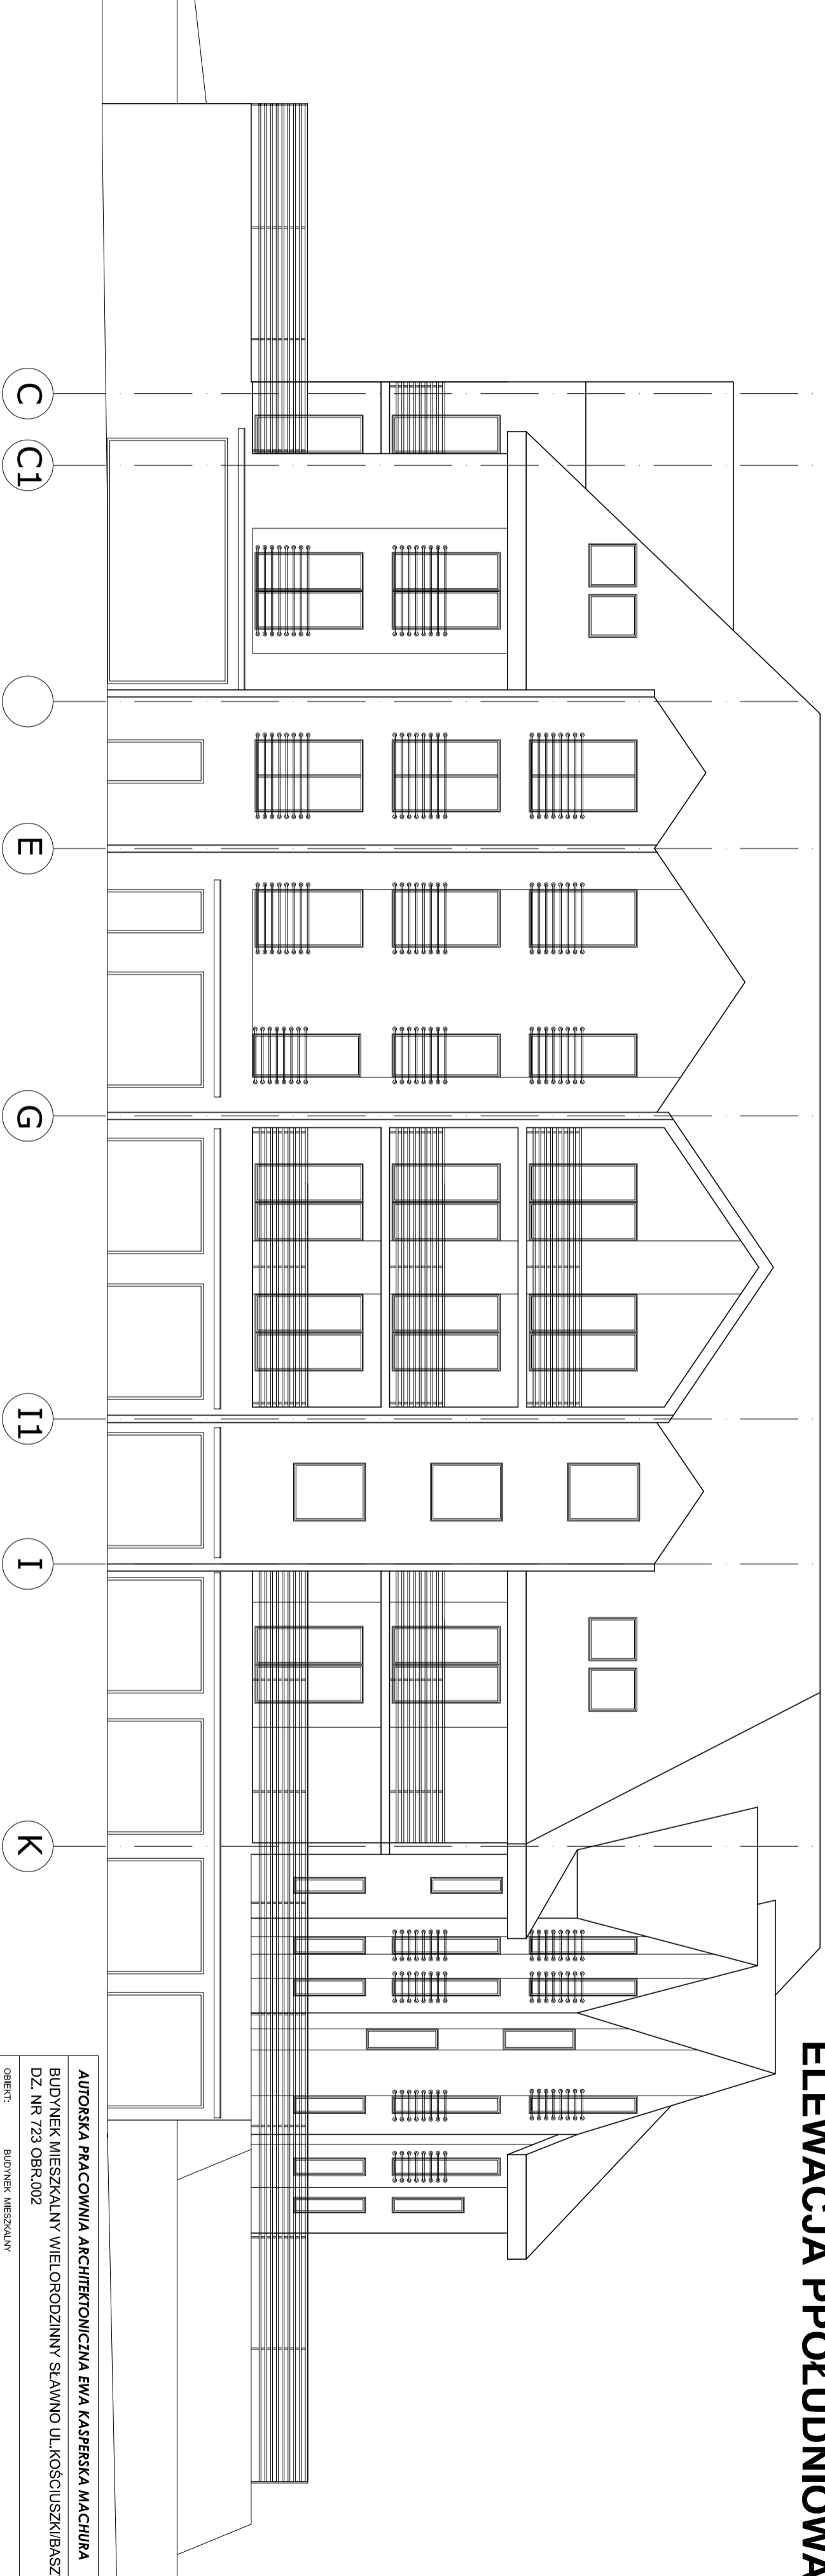 ELEWACJA PPOŁUDNIOWA
C
C1
E
G
I1
I
K
AUTORSKA PRACOWNIA ARCHITEKTONICZNA EWA KASPERSKA MACHURA
BUDYNEK MIESZKALNY WIELORODZINNY SŁAWNO UL.KOŚCIUSZKI/BASZ
DZ. NR 723 OBR.002
OBIEKT: BUDYNEK MIESZKALNY